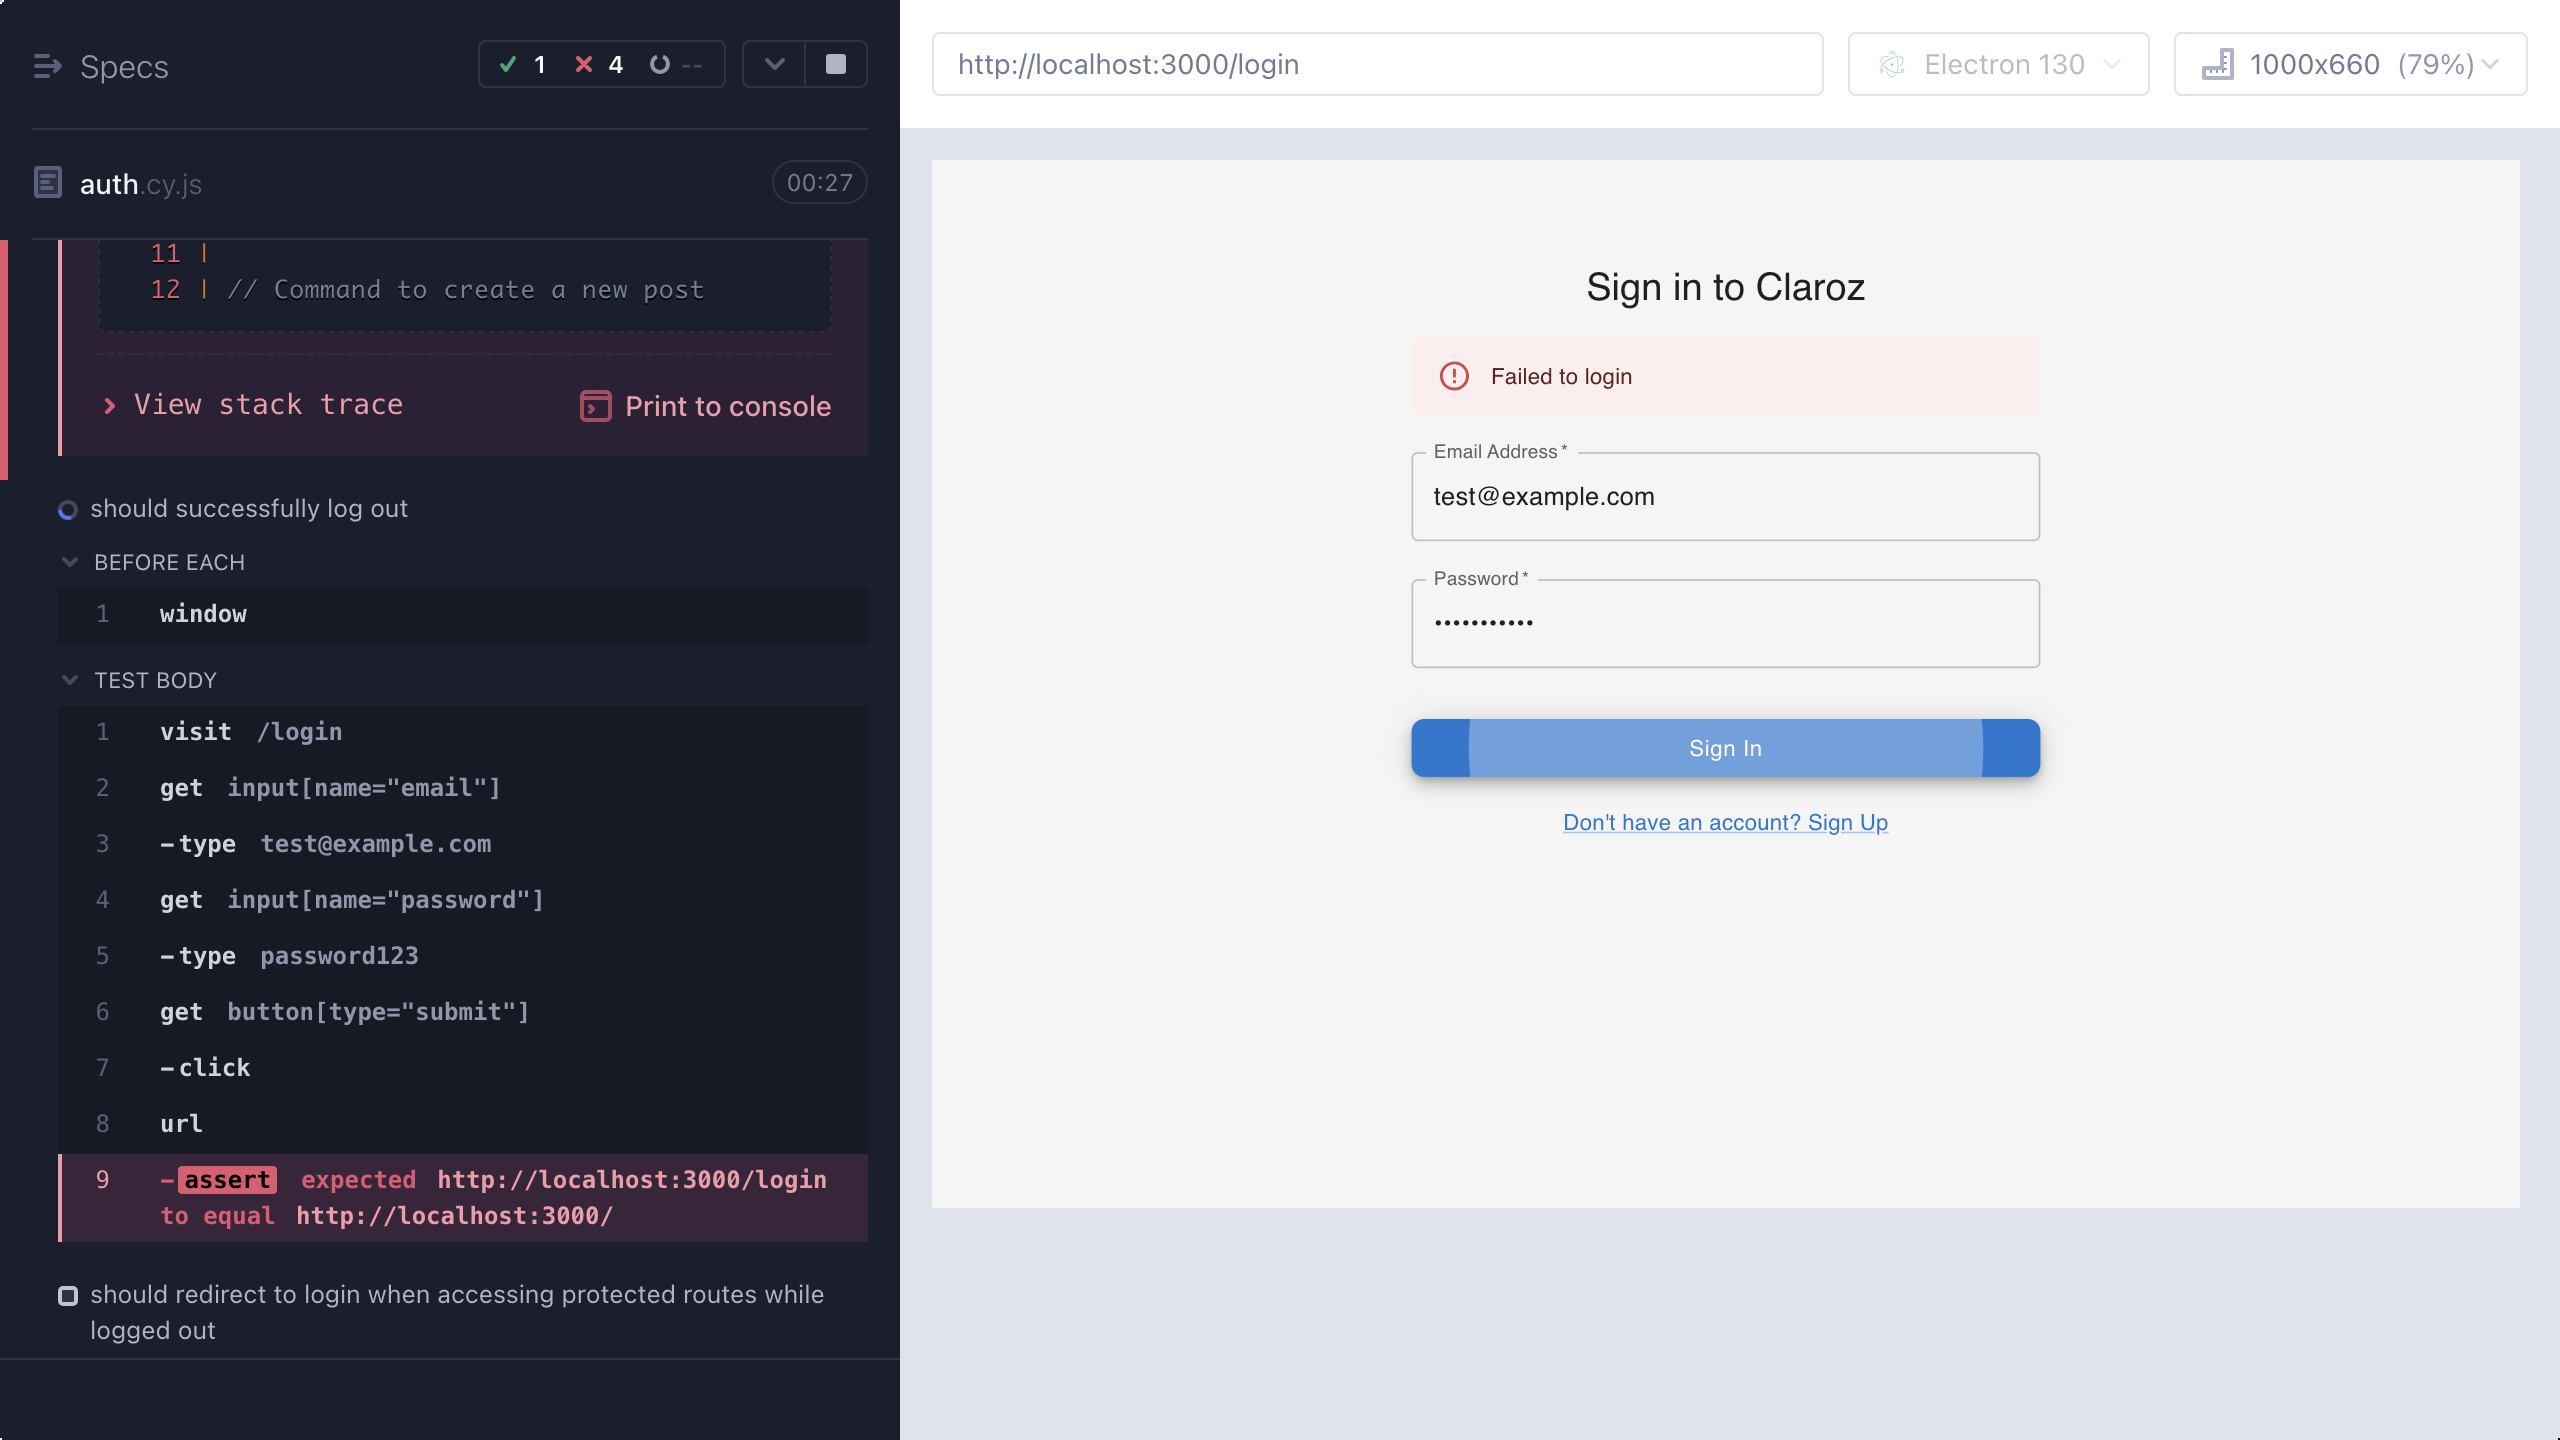 Specs
1 4 --
auth.cy.js 00:27
11 |
12 | // Command to create a new post
View stack trace Print to console
should successfully log out
BEFORE EACH
1 window
TEST BODY
1 visit /login
2 get input[name="email"]
3 -type test@example.com
4 get input[name="password"]
5 -type password123
6 get button[type="submit"]
7 -click
8 url
9 -assert expected http://localhost:3000/login
to equal http://localhost:3000/
should redirect to login when accessing protected routes while
logged out
http://localhost:3000/login
Electron 130
1000x660 (79%)
Sign in to Claroz
Failed to login
Email Address *
test@example.com
Password *
•••••••••••
Sign In
Don't have an account? Sign Up